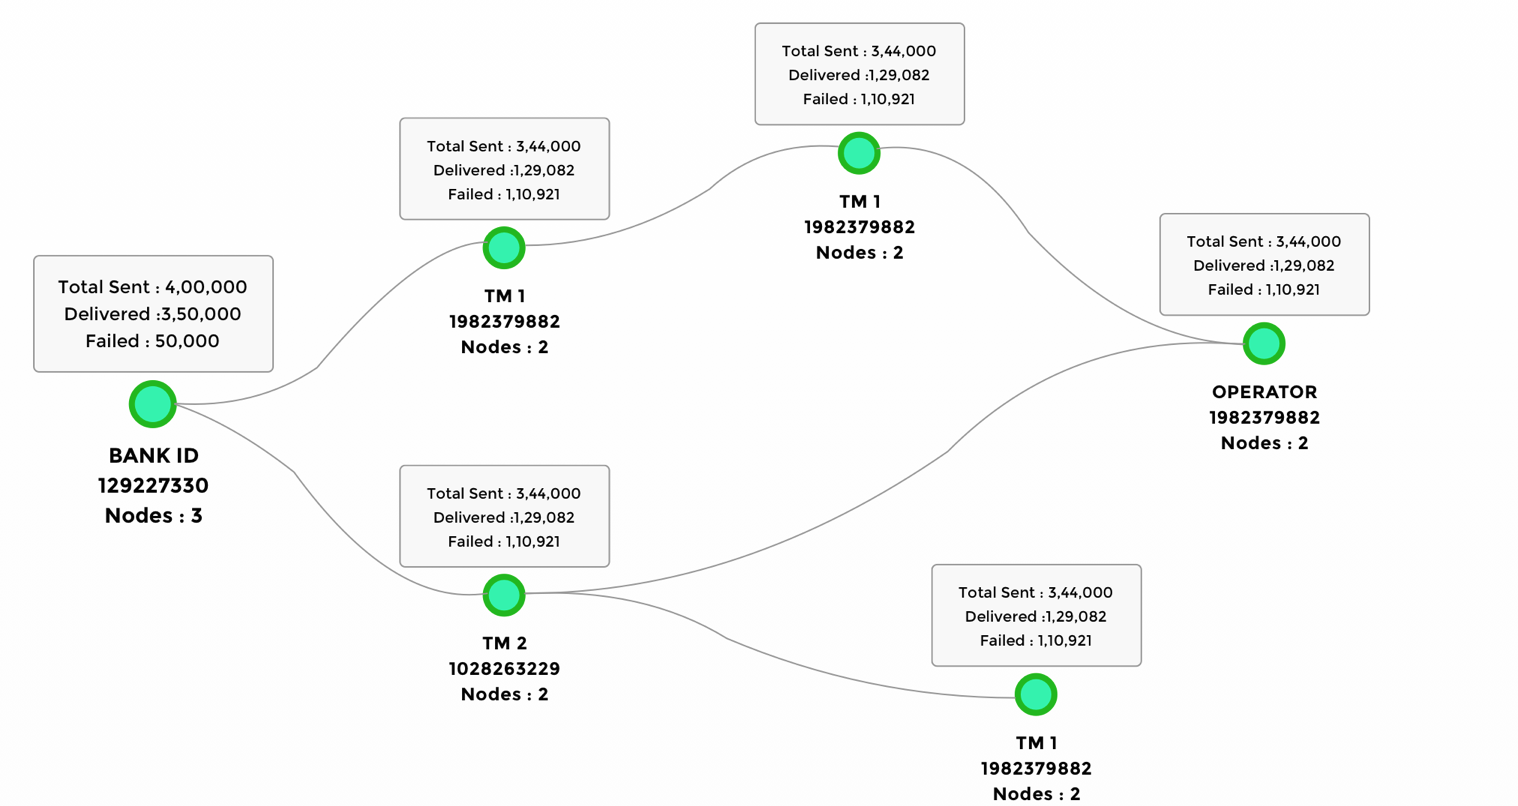 Total Sent : 3,44,000
Delivered :1,29,082
Failed : 1,10,921
TM 1
1982379882
Nodes : 2
Total Sent : 3,44,000
Delivered :1,29,082
Failed : 1,10,921
TM 1
1982379882
Nodes : 2
Total Sent : 3,44,000
Delivered :1,29,082
Failed : 1,10,921
OPERATOR
1982379882
Nodes : 2
Total Sent : 4,00,000
Delivered :3,50,000
Failed : 50,000
BANK ID
129227330
Nodes : 3
Total Sent : 3,44,000
Delivered :1,29,082
Failed : 1,10,921
TM 2
1028263229
Nodes : 2
Total Sent : 3,44,000
Delivered :1,29,082
Failed : 1,10,921
TM 1
1982379882
Nodes : 2